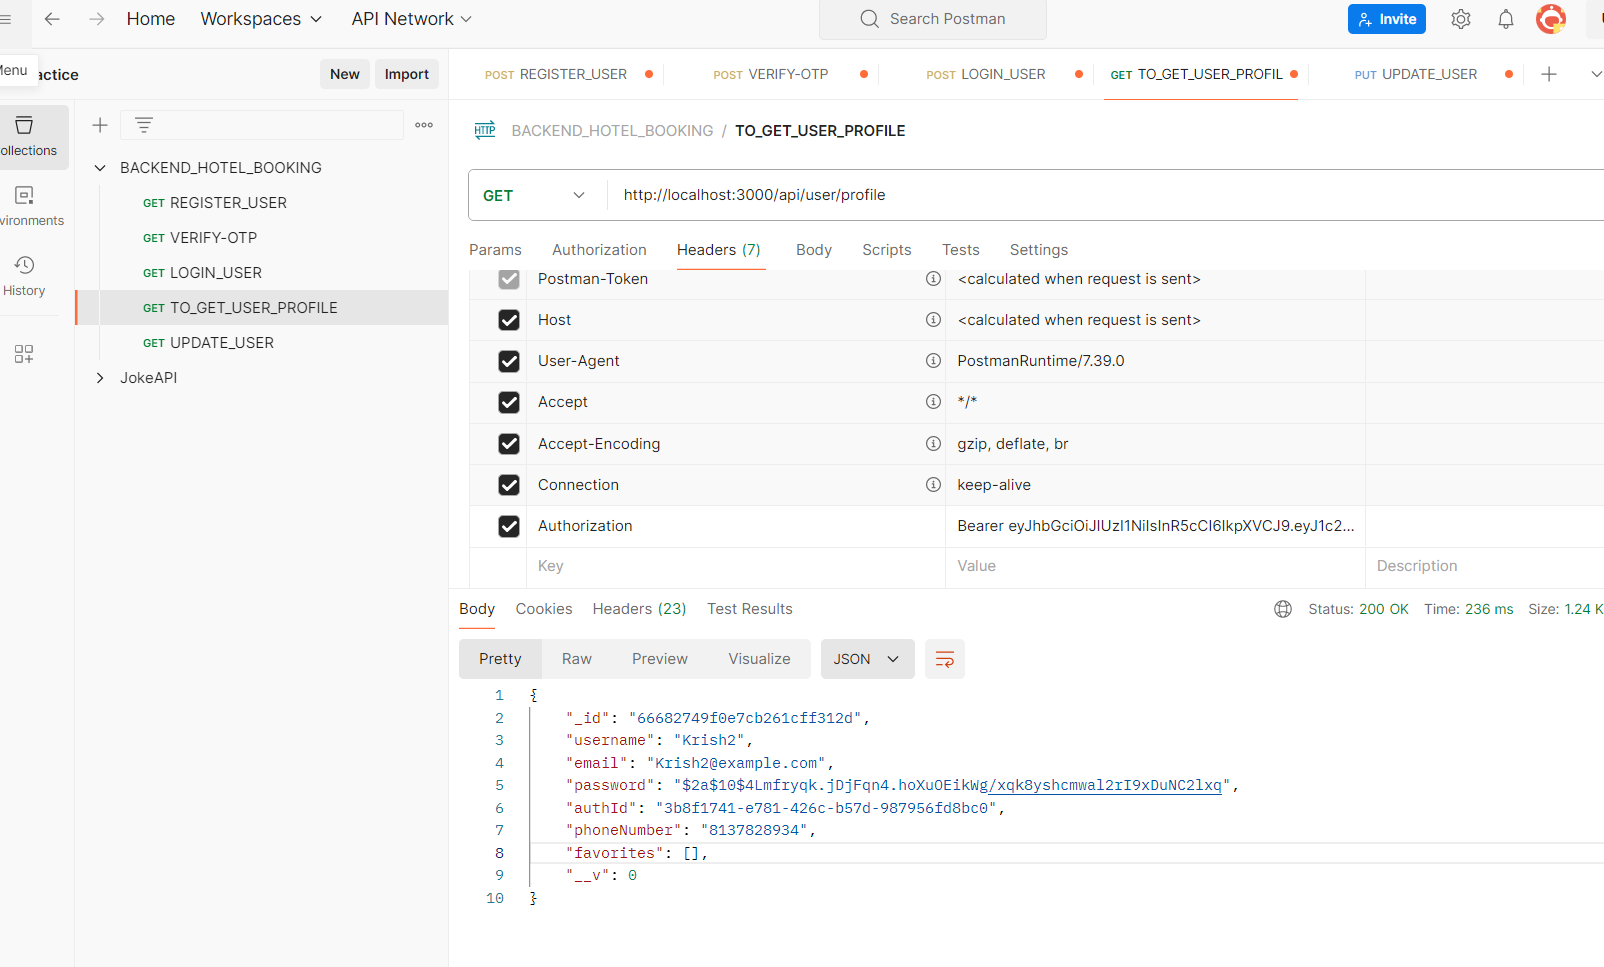 Home Workspaces API Network Search Postman Invite
Menu
actice New Import
POST REGISTER_USER POST VERIFY-OTP POST LOGIN_USER GET TO_GET_USER_PROFIL PUT UPDATE_USER
ollections
vironments
History
BACKEND_HOTEL_BOOKING
GET REGISTER_USER
GET VERIFY-OTP
GET LOGIN_USER
GET TO_GET_USER_PROFILE
GET UPDATE_USER
JokeAPI
HTTP BACKEND_HOTEL_BOOKING / TO_GET_USER_PROFILE
GET http://localhost:3000/api/user/profile
Params Authorization Headers (7) Body Scripts Tests Settings
Postman-Token <calculated when request is sent>
Host <calculated when request is sent>
User-Agent PostmanRuntime/7.39.0
Accept */*
Accept-Encoding gzip, deflate, br
Connection keep-alive
Authorization Bearer eyJhbGciOiJIUzI1NiIsInR5cCI6IkpXVCJ9.eyJ1c2...
Key Value Description
Body Cookies Headers (23) Test Results Status: 200 OK Time: 236 ms Size: 1.24 K
Pretty Raw Preview Visualize JSON
1 {
2 "_id": "66682749f0e7cb261cff312d",
3 "username": "Krish2",
4 "email": "Krish2@example.com",
5 "password": "$2a$10$4Lmfryqk.jDjFqn4.hoXuOEikWg/xqk8yshcmwal2rI9xDuNC2lxq",
6 "authId": "3b8f1741-e781-426c-b57d-987956fd8bc0",
7 "phoneNumber": "8137828934",
8 "favorites": [],
9 "__v": 0
10 }